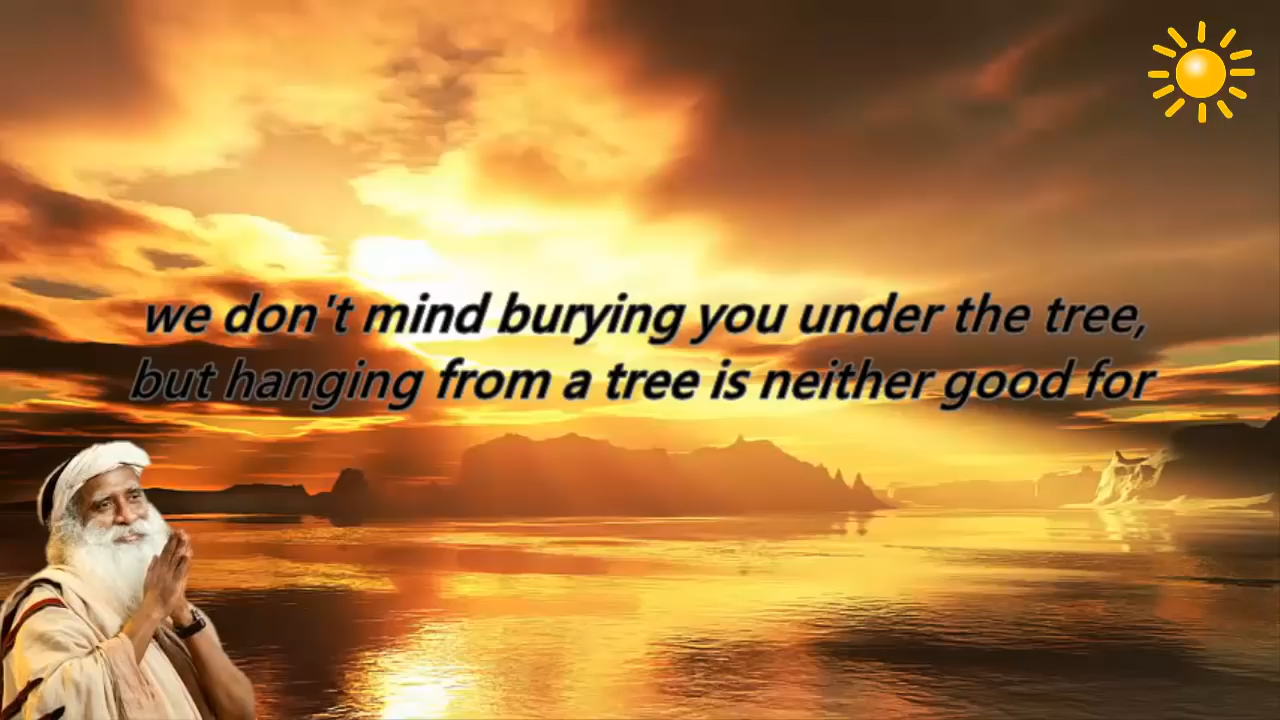 we don't mind burying you under the tree,
but hanging from a tree is neither good for